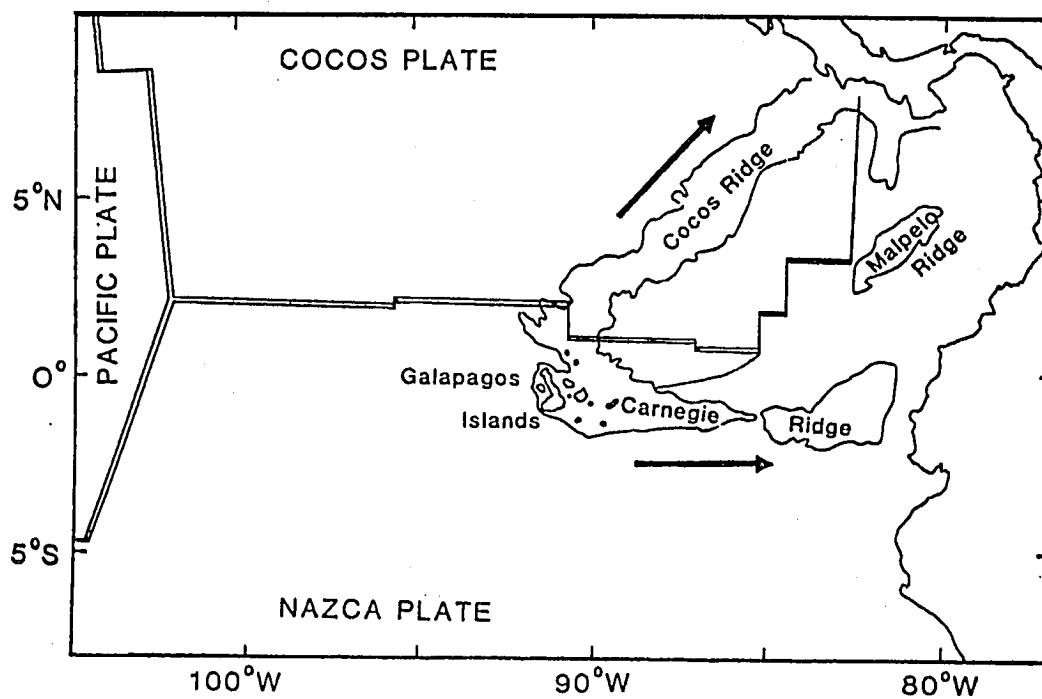 COCOS PLATE
PACIFIC PLATE
5°N
Cocos Ridge
Malpelo
Ridge
0°
Galapagos
Islands
Carnegie
Ridge
5°S
NAZCA PLATE
100°W
90°W
80°W